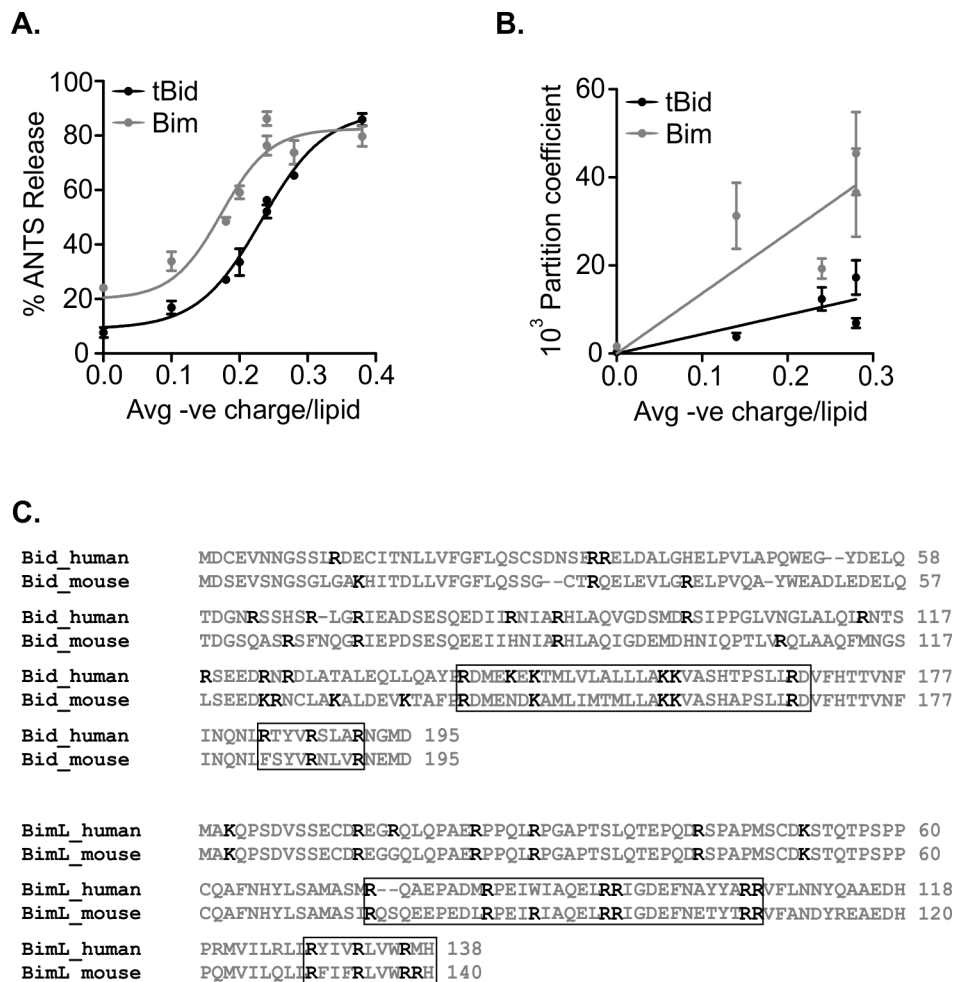 A.
B.
100
80
60
40
20
0
% ANTS Release
tBid
Bim
0.0 0.1 0.2 0.3 0.4
Avg -ve charge/lipid
60
40
20
0
10³ Partition coefficient
tBid
Bim
0.0 0.1 0.2 0.3
Avg -ve charge/lipid
C.
Bid_human MDCEVNNGSSLRDECITNLLVFGFLQSCSDNSFRRELDALGHELPVLAPQWEG--YDELQ 58
Bid_mouse MDSEVSNGSGLGAKHITDLLVFGFLQSSG--CTRQELEVLGRELPVQA-YWEADLEDELQ 57
Bid_human TDGNRSSHSR-LGRIEADSESQEDIIRNIARHLAQVGDSMDRSIPPGLVNGLALQIRNTS 117
Bid_mouse TDGSQASRSFNQGRIEPDSESQEEIIHNIARHLAQIGDEMDHNIQPTLVRQLAAQFMNGS 117
Bid_human RSEEDRNRDLATALEQLLQAYPRDMEKEKTMLVLALLLAKKVASHTPSLLRDVFHTTVNF 177
Bid_mouse LSEEDKRNCLAKALDEVKTAFPRDMENDKAMLIMTMLLAKKVASHAPSLLRDVFHTTVNF 177
Bid_human INQNLRTYVRSLARNGMD 195
Bid_mouse INQNLFSYVRNLVRNEMD 195
BimL_human MAKQPSDVSSECDREGRQLQPAERPPQLRPGAPTSLQTEPQDRSPAPMSCDKSTQTPSPP 60
BimL_mouse MAKQPSDVSSECDREGGQLQPAERPPQLRPGAPTSLQTEPQDRSPAPMSCDKSTQTPSPP 60
BimL_human CQAFNHYLSAMASMR--QAEPADMRPEIWIAQELRRIGDEFNAYYARRVFLNNYQAAEDH 118
BimL_mouse CQAFNHYLSAMASIRQSQEEPEDLRPEIRIAQELRRIGDEFNETYTRRVFANDYREAEDH 120
BimL_human PRMVILRLLRYIVRLVWRMH 138
BimL_mouse PQMVILQLLRFIFRLVWRRH 140